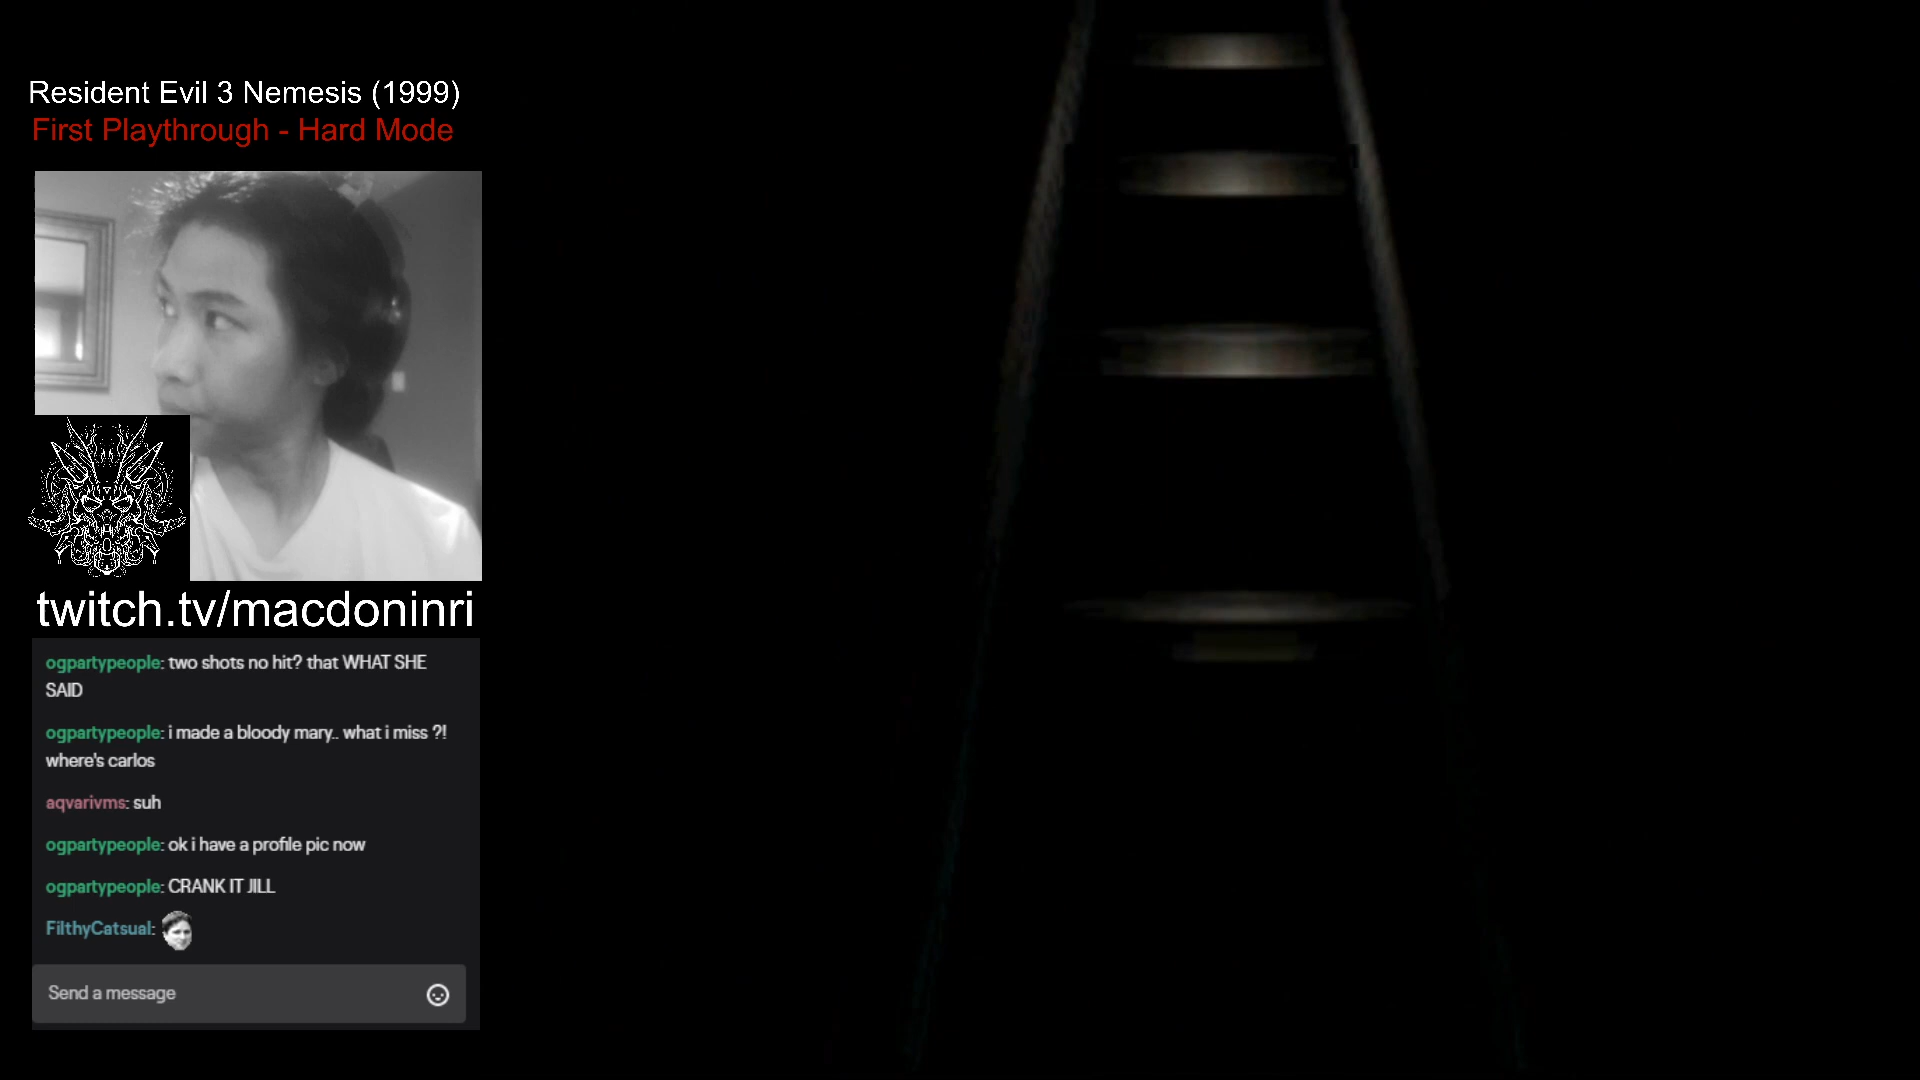 Resident Evil 3 Nemesis (1999)
First Playthrough - Hard Mode
twitch.tv/macdoninri
ogpartypeople: two shots no hit? that WHAT SHE
SAID
ogpartypeople: i made a bloody mary.. what i miss ?!
where's carlos
aqvarivms: suh
ogpartypeople: ok i have a profile pic now
ogpartypeople: CRANK IT JILL
FilthyCatsual:
Send a message